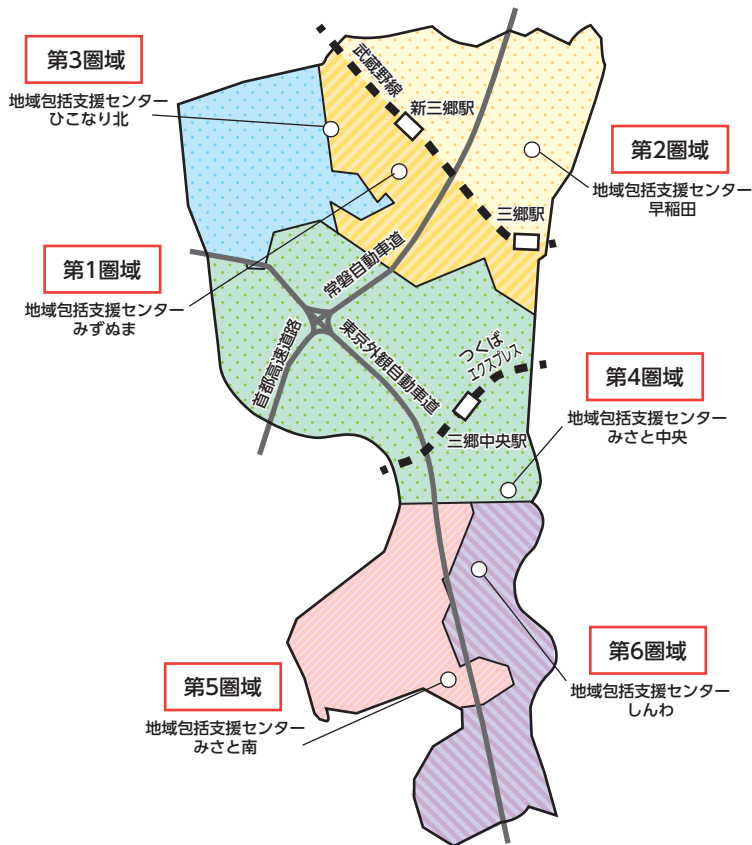 第3圏域
地域包括支援センター
ひこなり北
武蔵野線
新三郷駅
第2圏域
地域包括支援センター
早稲田
三郷駅
第1圏域
地域包括支援センター
みずぬま
常磐自動車道
首都高速道路
東京外観自動車道
つくば
エクスプレス
三郷中央駅
第4圏域
地域包括支援センター
みさと中央
第5圏域
地域包括支援センター
みさと南
第6圏域
地域包括支援センター
しんわ